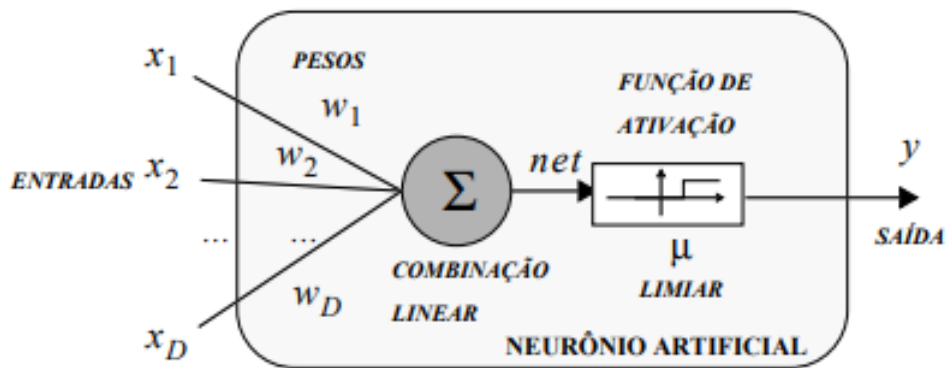 x1
PESOS
w1
FUNÇÃO DE
ATIVAÇÃO
ENTRADAS x2
w2
Σ
net
y
SAÍDA
... ...
μ
COMBINAÇÃO
LINEAR
LIMIAR
wD
xD
NEURÔNIO ARTIFICIAL